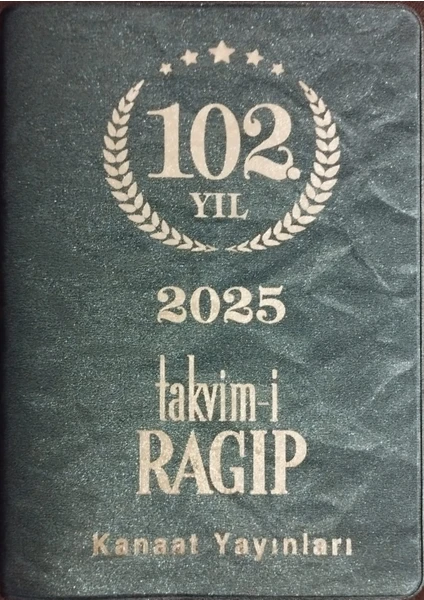 102.
YIL
2025
takvim-i
RAGIP
Kanaat Yayınları